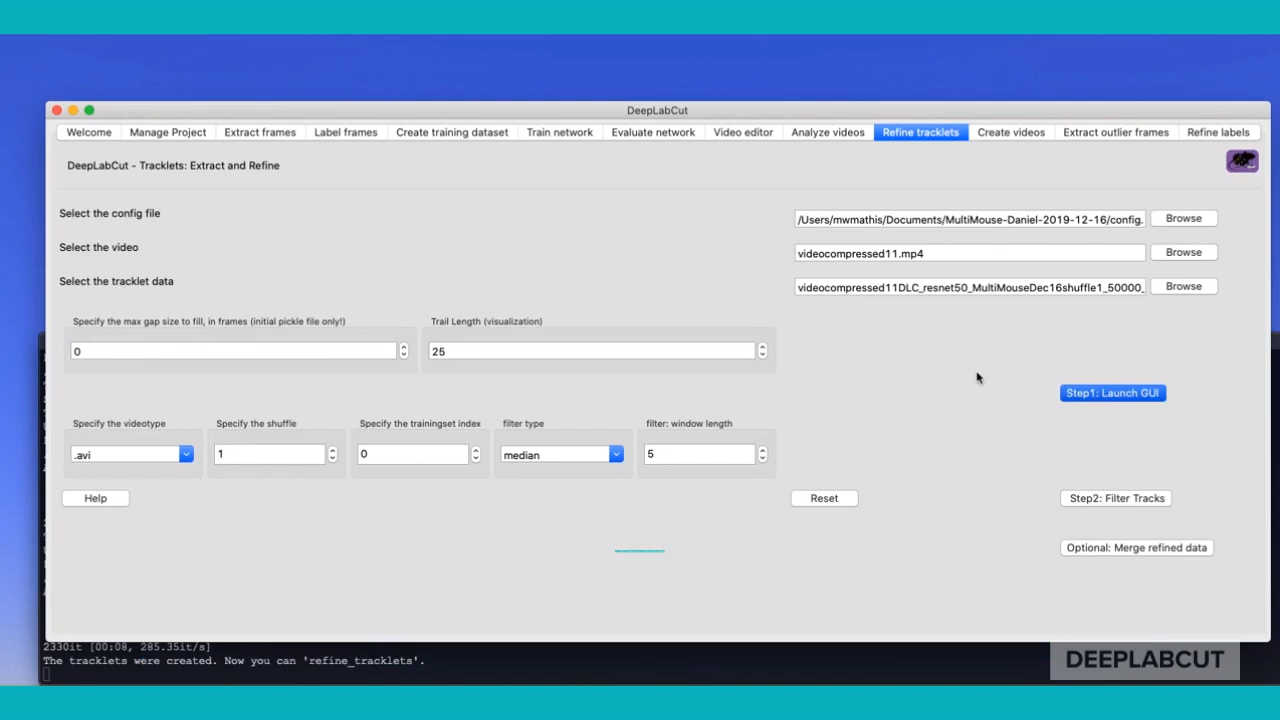 DeepLabCut
Welcome Manage Project Extract frames Label frames Create training dataset Train network Evaluate network Video editor Analyze videos Refine tracklets Create videos Extract outlier frames Refine labels
DeepLabCut - Tracklets: Extract and Refine
Select the config file /Users/mwmathis/Documents/MultiMouse-Daniel-2019-12-16/config. Browse
Select the video videocompressed11.mp4 Browse
Select the tracklet data videocompressed11DLC_resnet50_MultiMouseDec16shuffle1_50000_ Browse
Specify the max gap size to fill, in frames (initial pickle file only!) Trail Length (visualization)
0 25
Step1: Launch GUI
Specify the videotype Specify the shuffle Specify the trainingset index filter type filter: window length
.avi 1 0 median 5
Help Reset Step2: Filter Tracks
Optional: Merge refined data
2330it [00:08, 285.35it/s]
The tracklets were created. Now you can 'refine_tracklets'.
DEEPLABCUT